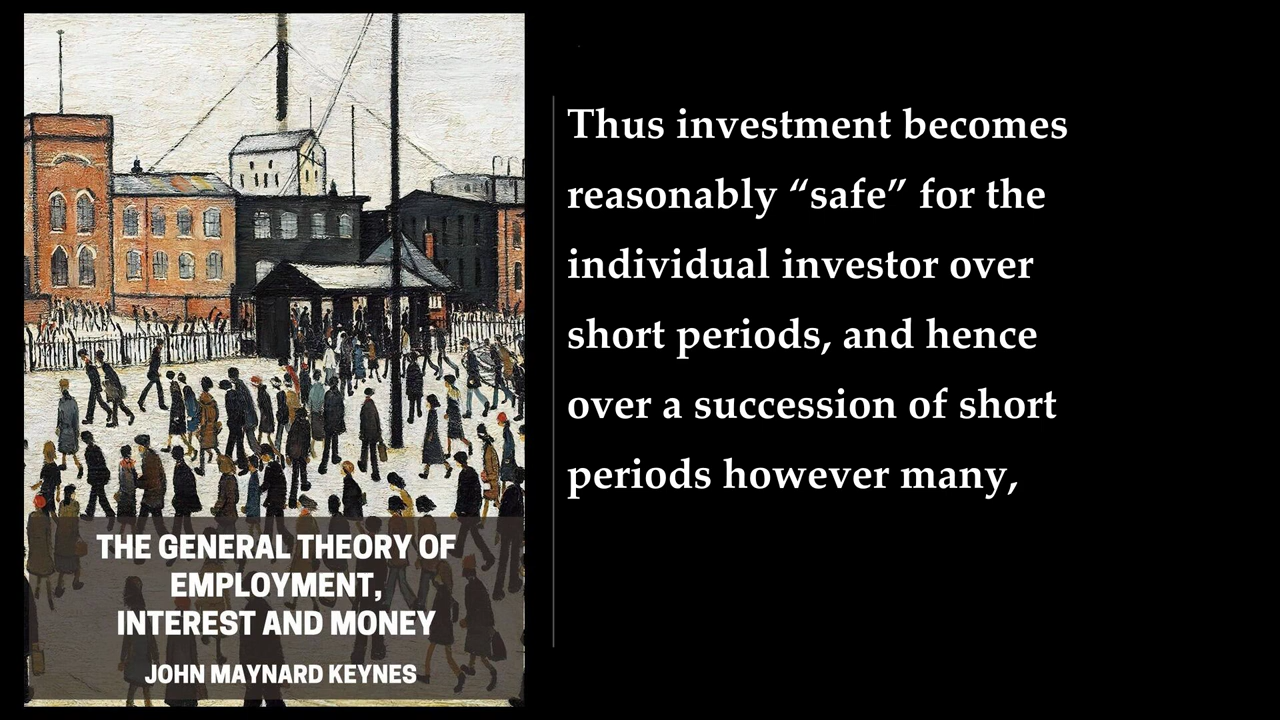 THE GENERAL THEORY OF
EMPLOYMENT,
INTEREST AND MONEY
JOHN MAYNARD KEYNES
Thus investment becomes
reasonably “safe” for the
individual investor over
short periods, and hence
over a succession of short
periods however many,